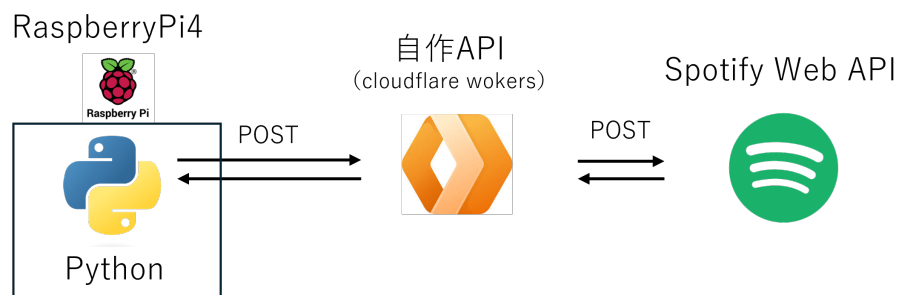 RaspberryPi4
Raspberry Pi
自作API
（cloudflare wokers）
Spotify Web API
POST
POST
Python